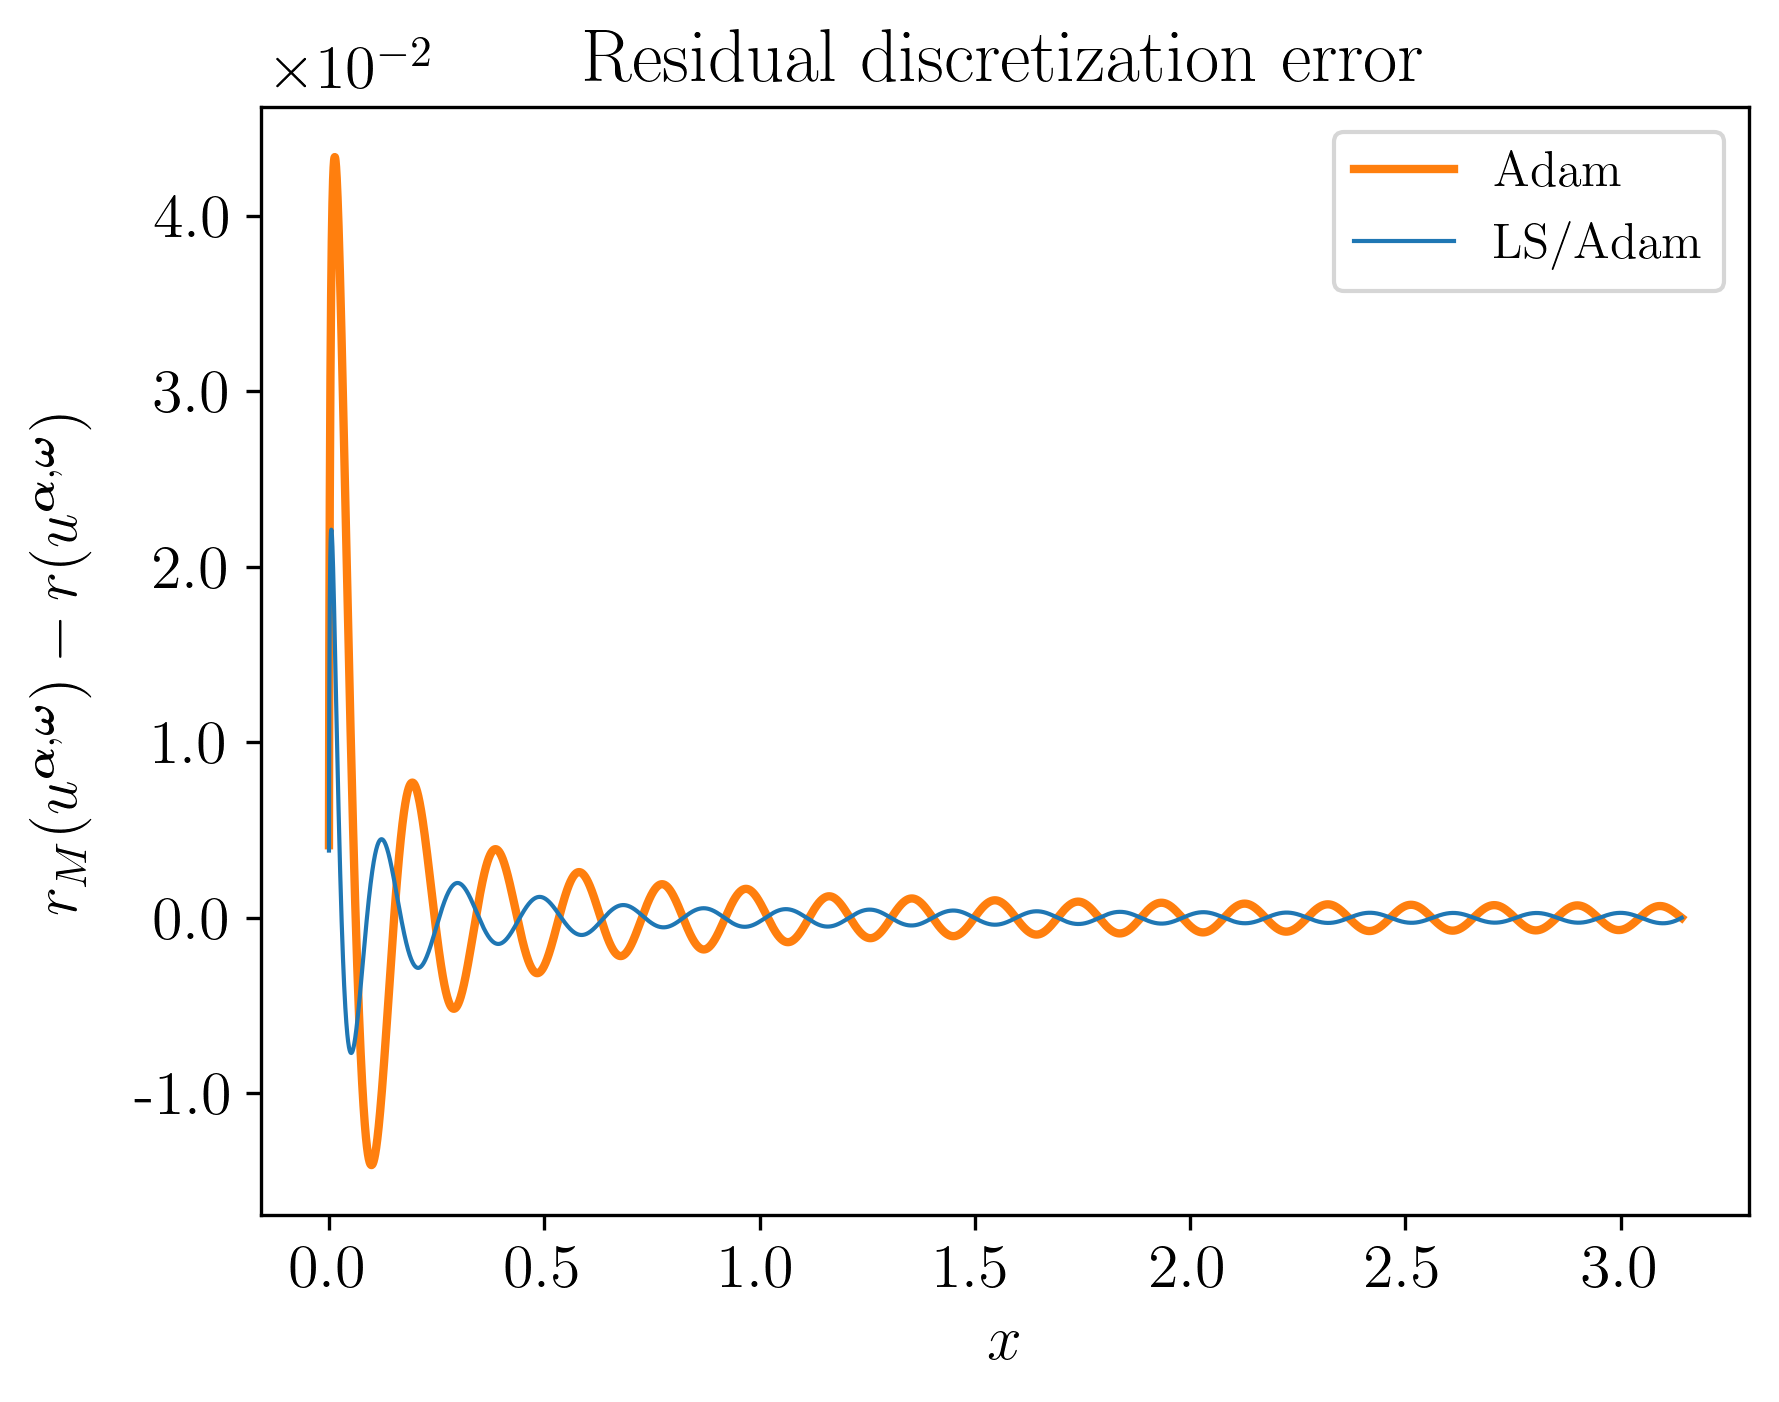 Residual discretization error
×10⁻²
Adam
LS/Adam
4.0
3.0
2.0
1.0
0.0
-1.0
r_M(u^{α,ω}) − r(u^{α,ω})
0.0 0.5 1.0 1.5 2.0 2.5 3.0
x